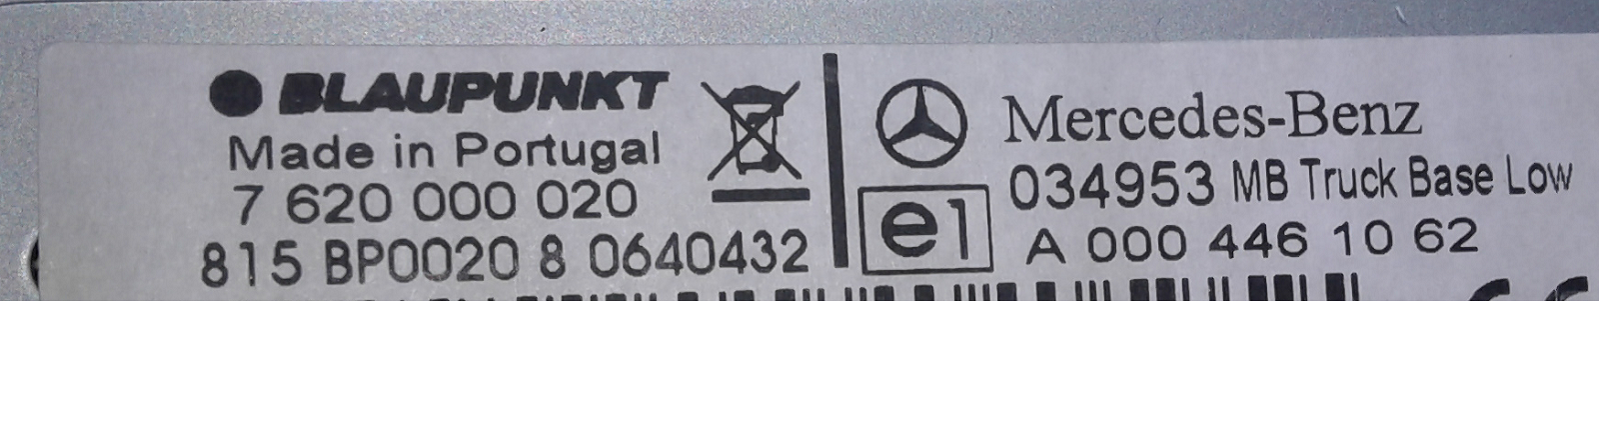 BLAUPUNKT
Made in Portugal
7 620 000 020
815 BP0020 8 0640432
Mercedes-Benz
034953 MB Truck Base Low
e1
A 000 446 10 62